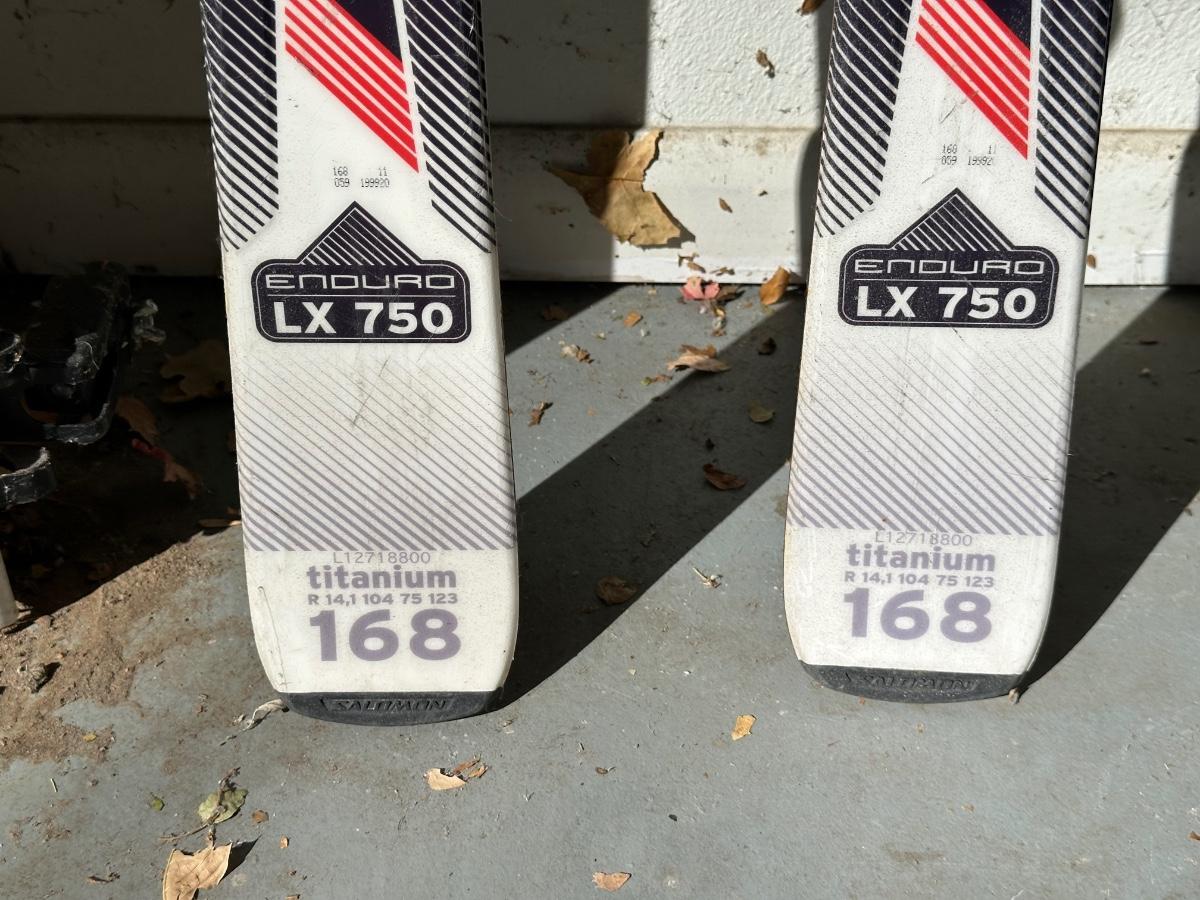 168 11
059 199920
ENDURO
LX 750
L12718800
titanium
R 14,1 104 75 123
168
SALOMON
168 11
059 19992
ENDURO
LX 750
L12718800
titanium
R 14,1 104 75 123
168
SALOMON